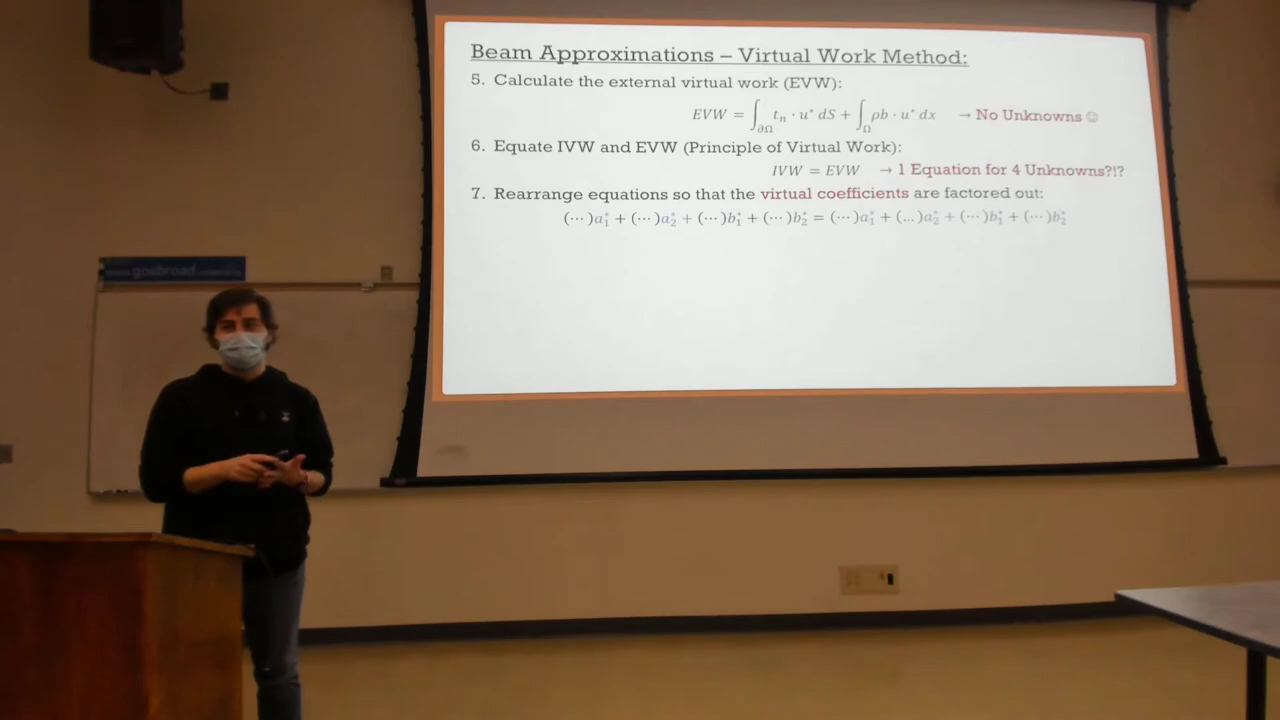 Beam Approximations – Virtual Work Method:
5. Calculate the external virtual work (EVW):
EVW = ∫∂Ω tₙ · u* dS + ∫Ω ρb · u* dx → No Unknowns ☺
6. Equate IVW and EVW (Principle of Virtual Work):
IVW = EVW → 1 Equation for 4 Unknowns?!?
7. Rearrange equations so that the virtual coefficients are factored out:
(⋯)a₁* + (⋯)a₂* + (⋯)b₁* + (⋯)b₂* = (⋯)a₁* + (...)a₂* + (⋯)b₁* + (⋯)b₂*
goabroad